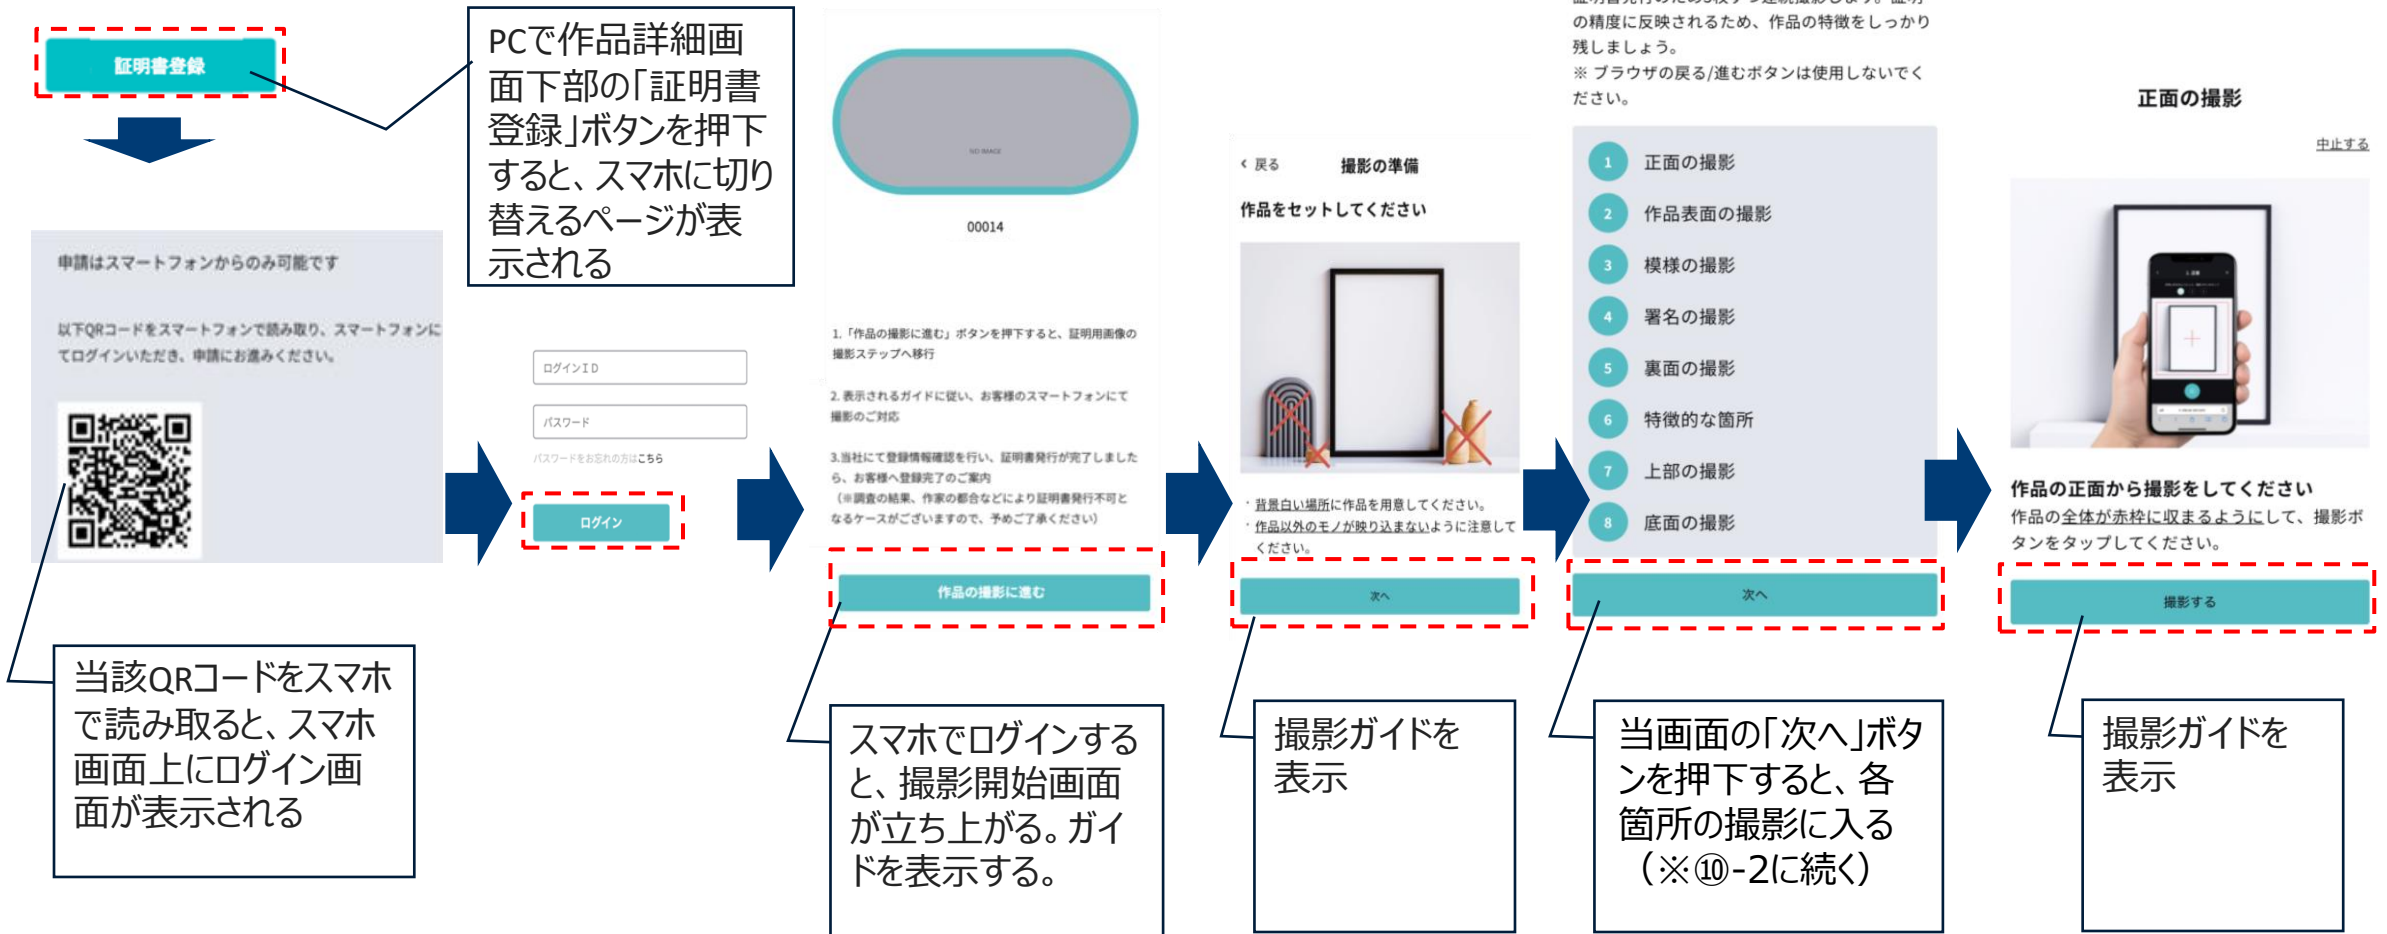 証明書登録
PCで作品詳細画
面下部の「証明書
登録」ボタンを押下
すると、スマホに切り
替えるページが表
示される
申請はスマートフォンからのみ可能です
以下QRコードをスマートフォンで読み取り、スマートフォンに
てログインいただき、申請にお進みください。
当該QRコードをスマホ
で読み取ると、スマホ
画面上にログイン画
面が表示される
ログインＩＤ
パスワード
パスワードをお忘れの方はこちら
ログイン
NO IMAGE
00014
1.「作品の撮影に進む」ボタンを押下すると、証明用画像の
撮影ステップへ移行
2. 表示されるガイドに従い、お客様のスマートフォンにて
撮影のご対応
3.当社にて登録情報確認を行い、証明書発行が完了しました
ら、お客様へ登録完了のご案内
（※調査の結果、作家の都合などにより証明書発行不可と
なるケースがございますので、予めご了承ください）
作品の撮影に進む
スマホでログインする
と、撮影開始画面
が立ち上がる。ガイ
ドを表示する。
< 戻る 撮影の準備
作品をセットしてください
・背景白い場所に作品を用意してください。
・作品以外のモノが映り込まないように注意して
ください。
次へ
撮影ガイドを
表示
の精度に反映されるため、作品の特徴をしっかり
残しましょう。
※ ブラウザの戻る/進むボタンは使用しないでく
ださい。
1 正面の撮影
2 作品表面の撮影
3 模様の撮影
4 署名の撮影
5 裏面の撮影
6 特徴的な箇所
7 上部の撮影
8 底面の撮影
次へ
当画面の「次へ」ボタ
ンを押下すると、各
箇所の撮影に入る
（※⑩-2に続く）
正面の撮影
中止する
作品の正面から撮影をしてください
作品の全体が赤枠に収まるようにして、撮影ボ
タンをタップしてください。
撮影する
撮影ガイドを
表示